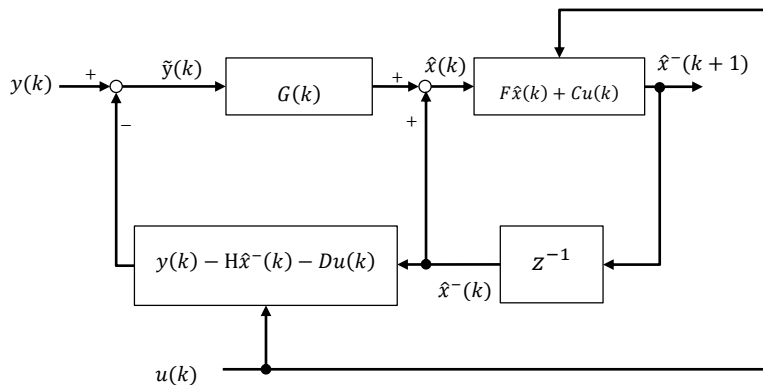 y(k)
+
ỹ(k)
G(k)
+
x̂(k)
Fx̂(k) + Cu(k)
x̂⁻(k + 1)
−
+
y(k) − Hx̂⁻(k) − Du(k)
x̂⁻(k)
z⁻¹
u(k)